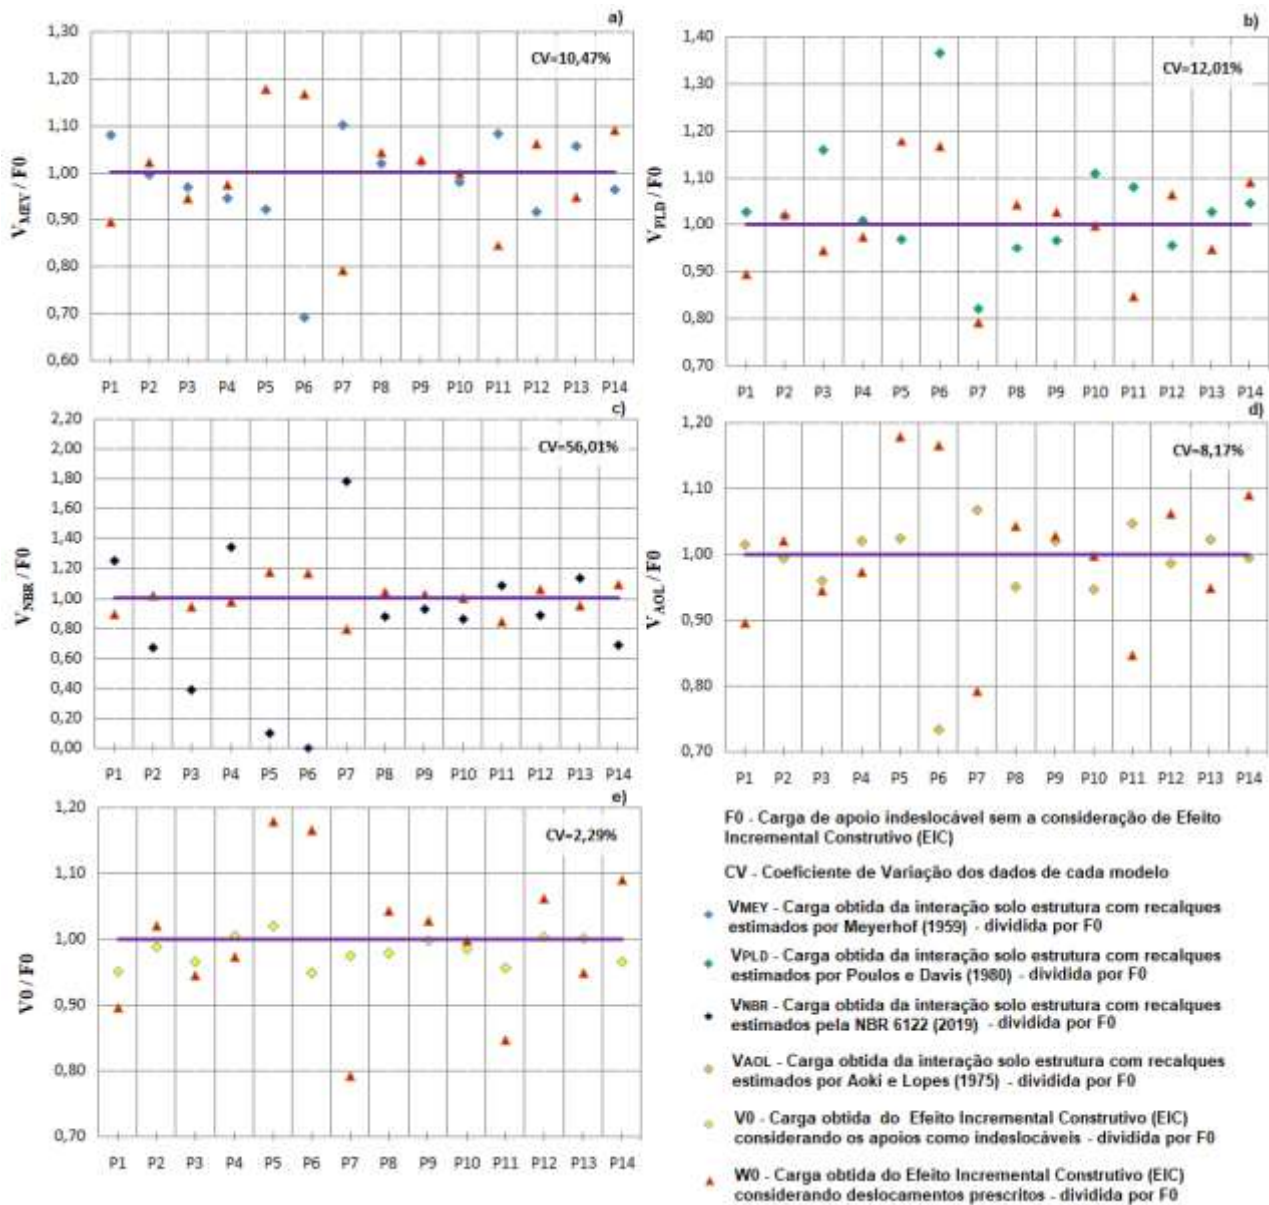 a)
1,30
1,20
1,10
1,00
0,90
0,80
0,70
0,60
CV=10,47%
VMEY / F0
P1 P2 P3 P4 P5 P6 P7 P8 P9 P10 P11 P12 P13 P14
b)
1,40
1,30
1,20
1,10
1,00
0,90
0,80
0,70
CV=12,01%
VPLD / F0
P1 P2 P3 P4 P5 P6 P7 P8 P9 P10 P11 P12 P13 P14
c)
2,20
2,00
1,80
1,60
1,40
1,20
1,00
0,80
0,60
0,40
0,20
0,00
CV=56,01%
VNBR / F0
P1 P2 P3 P4 P5 P6 P7 P8 P9 P10 P11 P12 P13 P14
d)
1,20
1,10
1,00
0,90
0,80
0,70
CV=8,17%
VAOL / F0
P1 P2 P3 P4 P5 P6 P7 P8 P9 P10 P11 P12 P13 P14
e)
1,20
1,10
1,00
0,90
0,80
0,70
CV=2,29%
V0 / F0
P1 P2 P3 P4 P5 P6 P7 P8 P9 P10 P11 P12 P13 P14
F0 - Carga de apoio indeslocável sem a consideração de Efeito
Incremental Construtivo (EIC)
CV - Coeficiente de Variação dos dados de cada modelo
VMEY - Carga obtida da interação solo estrutura com recalques
estimados por Meyerhof (1959) - dividida por F0
VPLD - Carga obtida da interação solo estrutura com recalques
estimados por Poulos e Davis (1980) - dividida por F0
VNBR - Carga obtida da interação solo estrutura com recalques
estimados pela NBR 6122 (2019) - dividida por F0
VAOL - Carga obtida da interação solo estrutura com recalques
estimados por Aoki e Lopes (1975) - dividida por F0
V0 - Carga obtida do Efeito Incremental Construtivo (EIC)
considerando os apoios como indeslocáveis - dividida por F0
W0 - Carga obtida do Efeito Incremental Construtivo (EIC)
considerando deslocamentos prescritos - dividida por F0